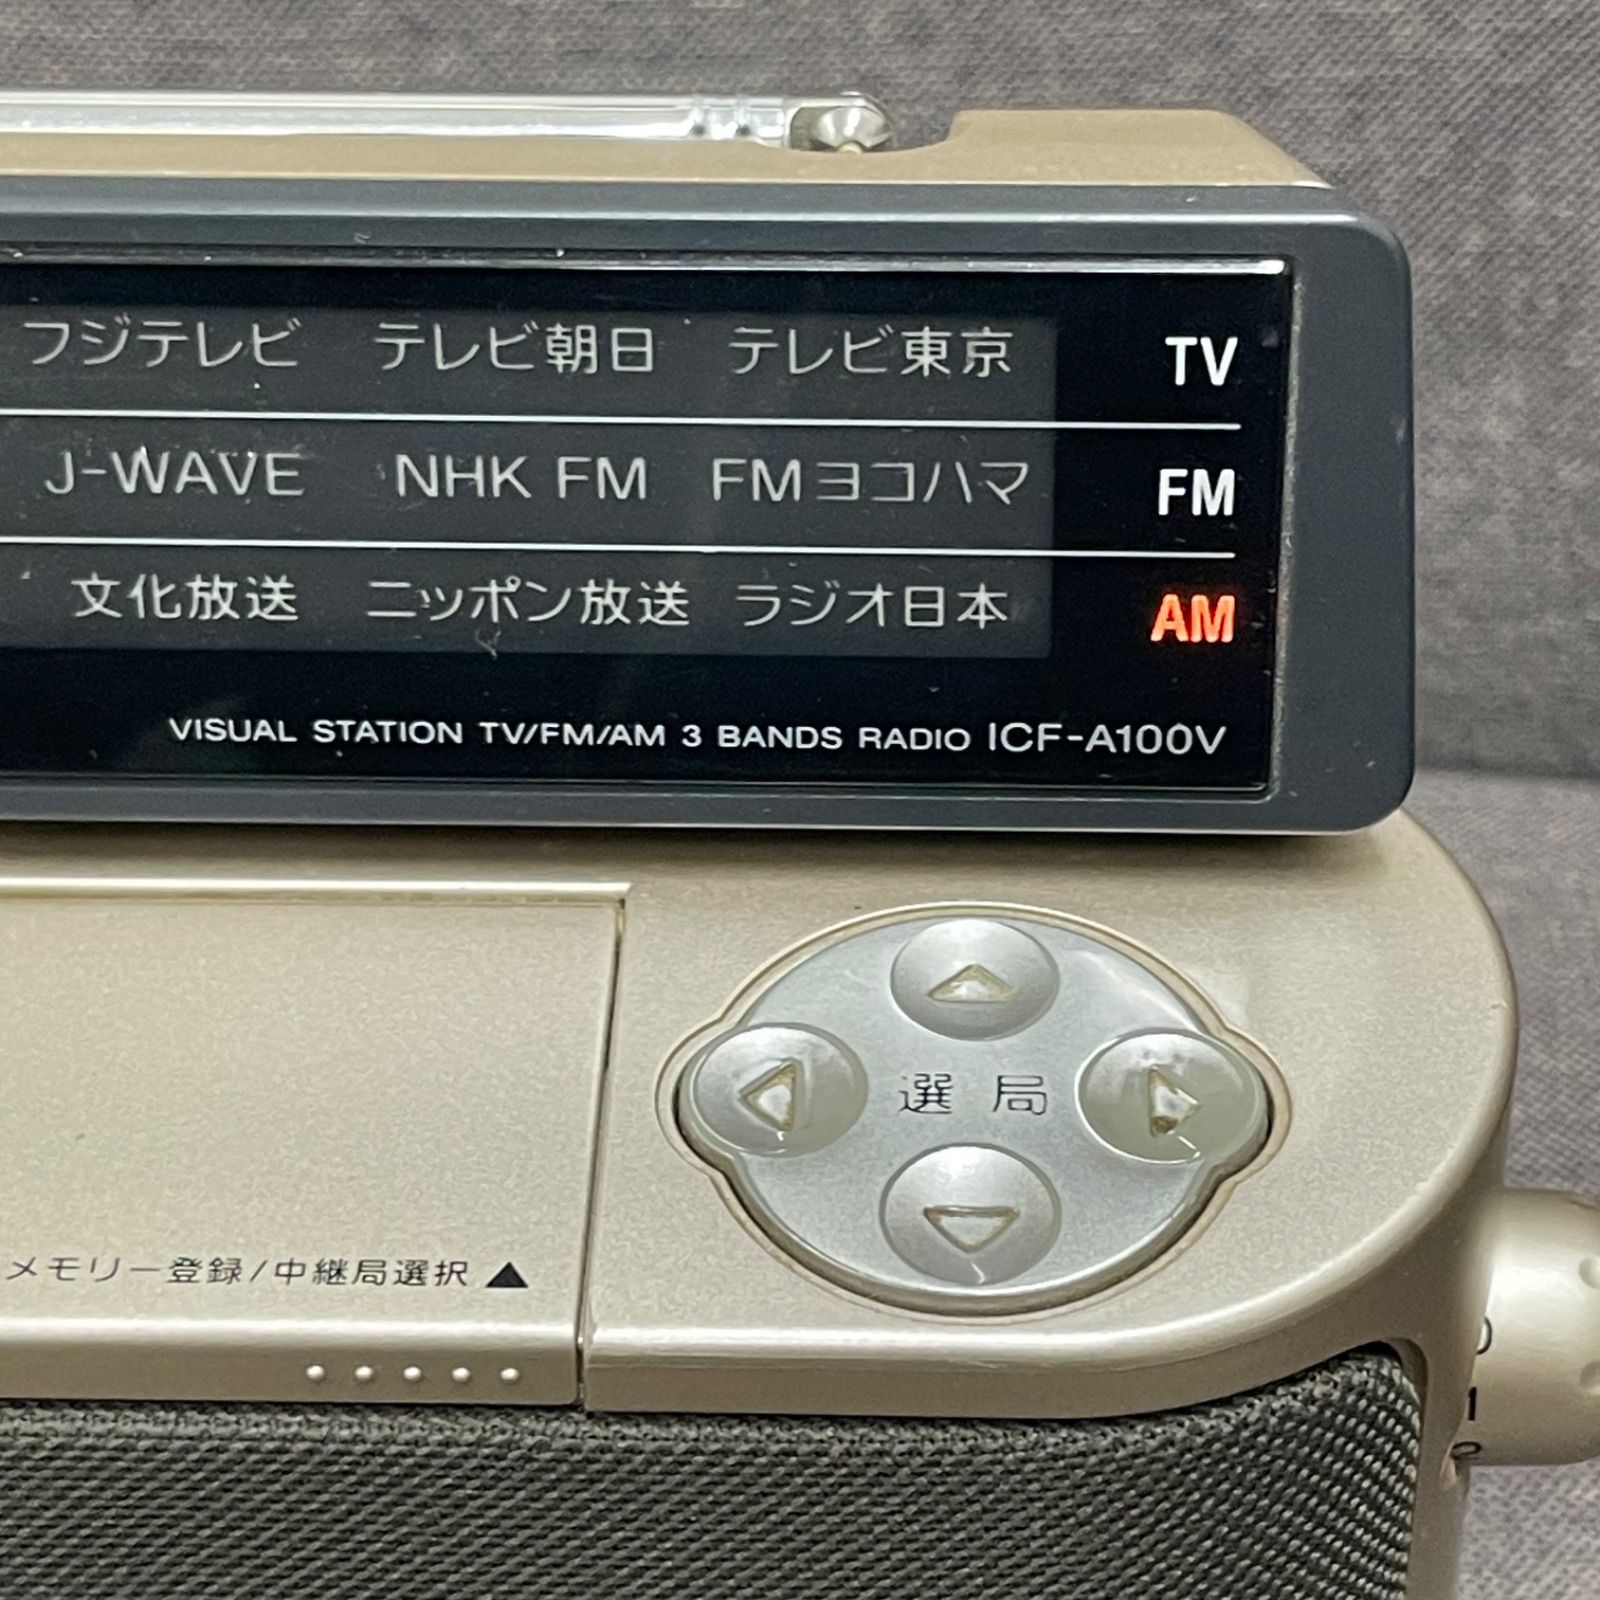 フジテレビ テレビ朝日 テレビ東京 TV
J-WAVE NHK FM FMヨコハマ FM
文化放送 ニッポン放送 ラジオ日本 AM
VISUAL STATION TV/FM/AM 3 BANDS RADIO ICF-A100V
選局
メモリー登録/中継局選択▲
0
1
2